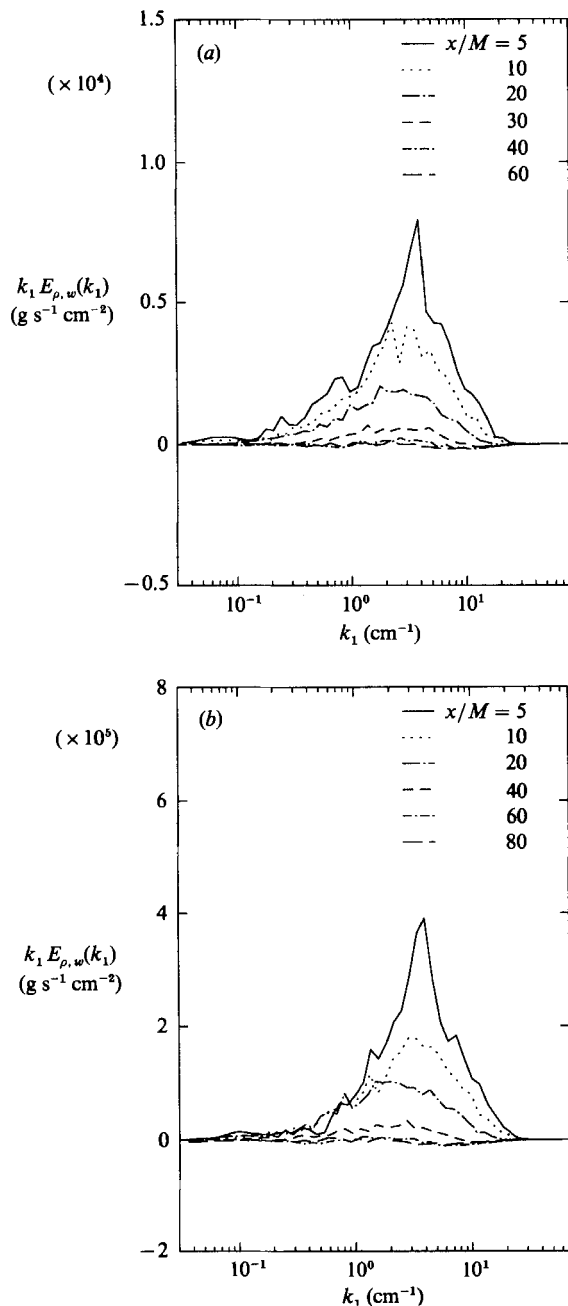 1.5
(a)
x/M = 5
(× 10⁴)
10
20
30
1.0
40
60
k₁ E_ρ,w(k₁)
(g s⁻¹ cm⁻²)
0.5
0
−0.5
10⁻¹
10⁰
10¹
k₁ (cm⁻¹)
8
(b)
x/M = 5
(× 10⁵)
10
20
6
40
60
80
4
k₁ E_ρ,w(k₁)
(g s⁻¹ cm⁻²)
2
0
−2
10⁻¹
10⁰
10¹
k₁ (cm⁻¹)